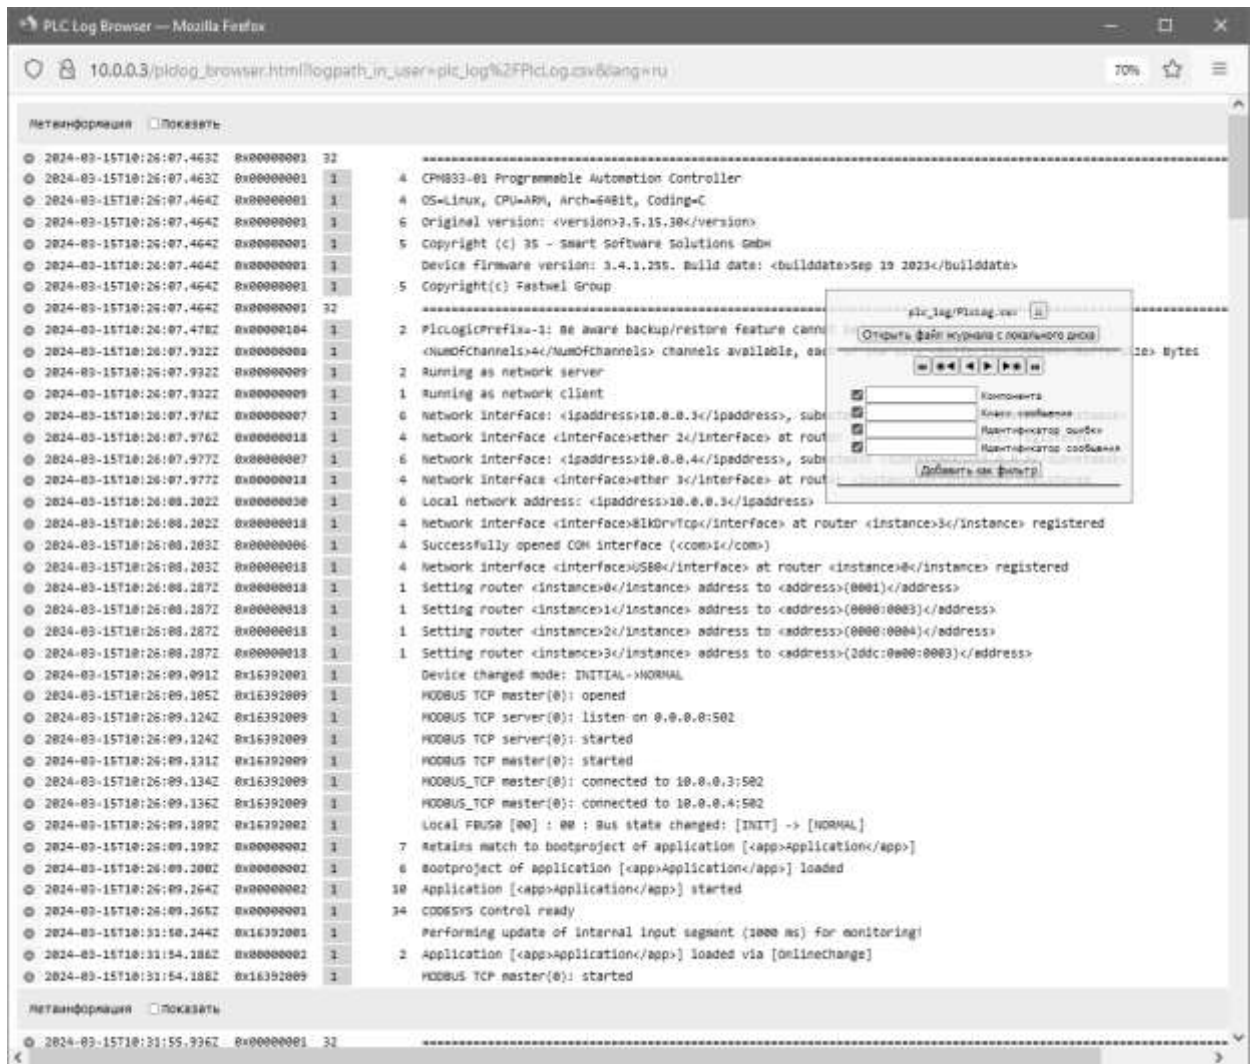 PLC Log Browser — Mozilla Firefox
10.0.0.3/plclog_browser.html?logpath_in_user=plc_log%2FPlcLog.csv&lang=ru 70%
Метаинформация Показать
2024-03-15T10:26:07.463Z 0x00000001 32
2024-03-15T10:26:07.463Z 0x00000001 1 4 CPM833-01 Programmable Automation Controller
2024-03-15T10:26:07.464Z 0x00000001 1 4 OS=Linux, CPU=ARM, Arch=64Bit, Coding=C
2024-03-15T10:26:07.464Z 0x00000001 1 6 Original version: <version>3.5.15.30</version>
2024-03-15T10:26:07.464Z 0x00000001 1 5 Copyright (c) 3S - Smart Software Solutions GmbH
2024-03-15T10:26:07.464Z 0x00000001 1 Device firmware version: 3.4.1.255. Build date: <builddate>Sep 19 2023</builddate>
2024-03-15T10:26:07.464Z 0x00000001 1 5 Copyright(c) Fastwel Group
2024-03-15T10:26:07.464Z 0x00000001 32
2024-03-15T10:26:07.478Z 0x00000104 1 2 PlcLogicPrefix=-1: Be aware backup/restore feature cannot
2024-03-15T10:26:07.932Z 0x00000008 1 <NumOfChannels>4</NumOfChannels> channels available, each Bytes
2024-03-15T10:26:07.932Z 0x00000009 1 2 Running as network server
2024-03-15T10:26:07.932Z 0x00000009 1 1 Running as network client
2024-03-15T10:26:07.976Z 0x00000007 1 6 Network interface: <ipaddress>10.0.0.3</ipaddress>,
2024-03-15T10:26:07.976Z 0x00000018 1 4 Network interface <interface>ether 2</interface> at router
2024-03-15T10:26:07.977Z 0x00000007 1 6 Network interface: <ipaddress>10.0.0.4</ipaddress>,
2024-03-15T10:26:07.977Z 0x00000018 1 4 Network interface <interface>ether 3</interface> at router
2024-03-15T10:26:08.202Z 0x00000030 1 6 Local network address: <ipaddress>10.0.0.3</ipaddress>
2024-03-15T10:26:08.202Z 0x00000018 1 4 Network interface <interface>BlkDrvTcp</interface> at router <instance>3</instance> registered
2024-03-15T10:26:08.203Z 0x00000006 1 4 Successfully opened COM interface (<com>1</com>)
2024-03-15T10:26:08.203Z 0x00000018 1 4 Network interface <interface>USB0</interface> at router <instance>0</instance> registered
2024-03-15T10:26:08.287Z 0x00000018 1 1 Setting router <instance>0</instance> address to <address>(0001)</address>
2024-03-15T10:26:08.287Z 0x00000018 1 1 Setting router <instance>1</instance> address to <address>(0000:0003)</address>
2024-03-15T10:26:08.287Z 0x00000018 1 1 Setting router <instance>2</instance> address to <address>(0000:0004)</address>
2024-03-15T10:26:08.287Z 0x00000018 1 1 Setting router <instance>3</instance> address to <address>(2ddc:0a00:0003)</address>
2024-03-15T10:26:09.091Z 0x16392001 1 Device changed mode: INITIAL->NORMAL
2024-03-15T10:26:09.105Z 0x16392009 1 MODBUS TCP master(0): opened
2024-03-15T10:26:09.124Z 0x16392009 1 MODBUS TCP server(0): listen on 0.0.0.0:502
2024-03-15T10:26:09.124Z 0x16392009 1 MODBUS TCP server(0): started
2024-03-15T10:26:09.131Z 0x16392009 1 MODBUS TCP master(0): started
2024-03-15T10:26:09.134Z 0x16392009 1 MODBUS_TCP master(0): connected to 10.0.0.3:502
2024-03-15T10:26:09.136Z 0x16392009 1 MODBUS_TCP master(0): connected to 10.0.0.4:502
2024-03-15T10:26:09.189Z 0x16392002 1 Local FBUS0 [00] : 00 : Bus state changed: [INIT] -> [NORMAL]
2024-03-15T10:26:09.199Z 0x00000002 1 7 Retains match to bootproject of application [<app>Application</app>]
2024-03-15T10:26:09.200Z 0x00000002 1 6 Bootproject of application [<app>Application</app>] loaded
2024-03-15T10:26:09.264Z 0x00000002 1 10 Application [<app>Application</app>] started
2024-03-15T10:26:09.265Z 0x00000001 1 34 CODESYS Control ready
2024-03-15T10:31:50.244Z 0x16392001 1 Performing update of internal input segment (1000 ms) for monitoring!
2024-03-15T10:31:54.186Z 0x00000002 1 2 Application [<app>Application</app>] loaded via [OnlineChange]
2024-03-15T10:31:54.188Z 0x16392009 1 MODBUS TCP master(0): started
Метаинформация Показать
2024-03-15T10:31:55.936Z 0x00000001 32
plc_log/PlcLog.csv
Открыть файл журнала с локального диска
Компонента
Класс сообщения
Идентификатор ошибки
Идентификатор сообщения
Добавить как фильтр